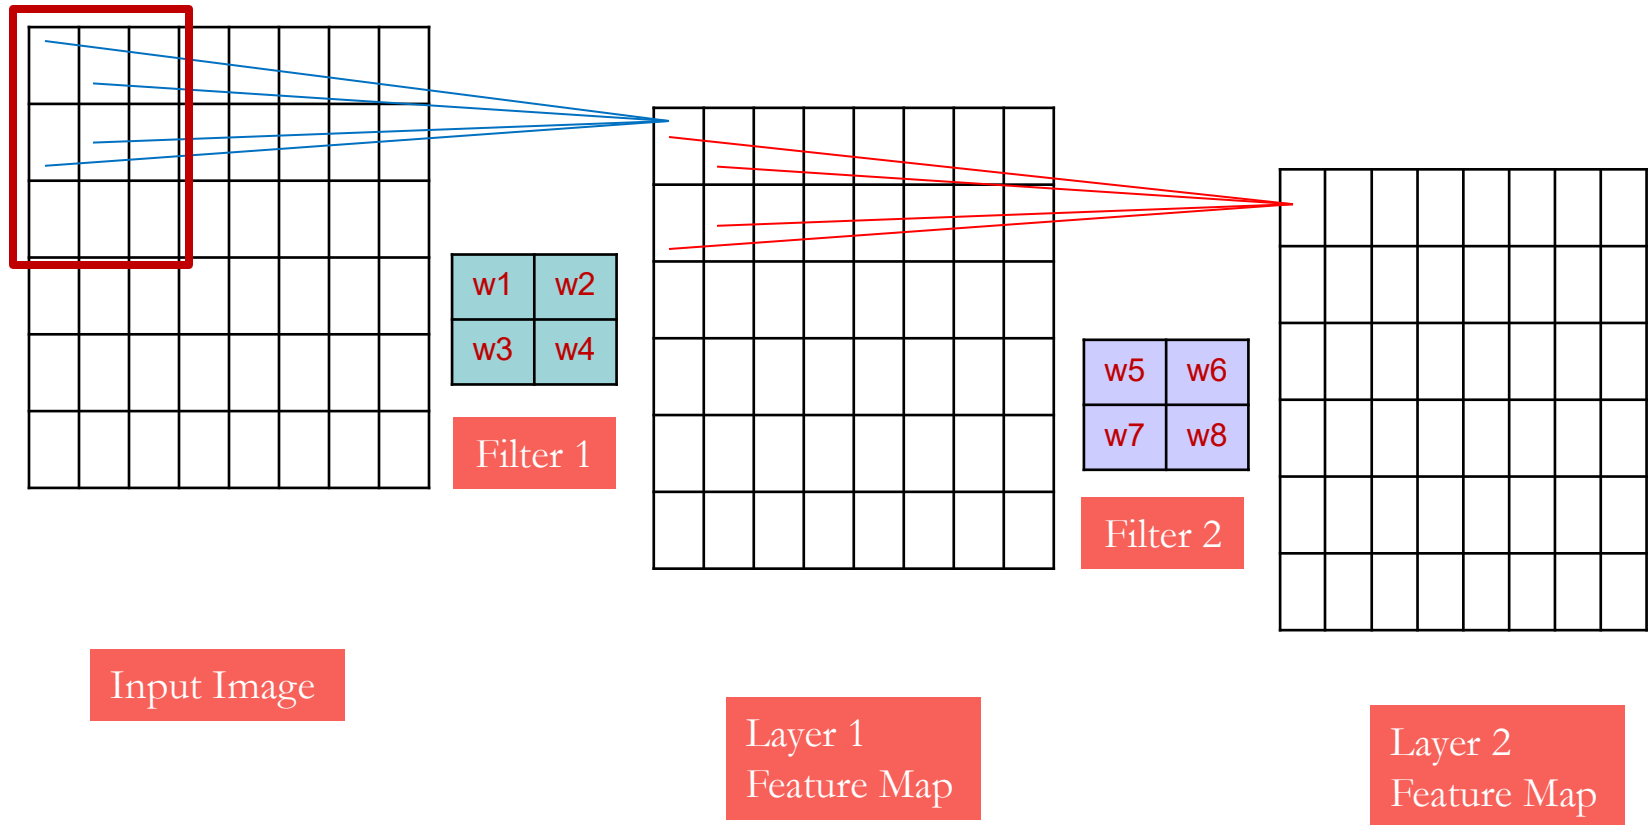 w1 w2
w3 w4
Filter 1
w5 w6
w7 w8
Filter 2
Input Image
Layer 1
Feature Map
Layer 2
Feature Map